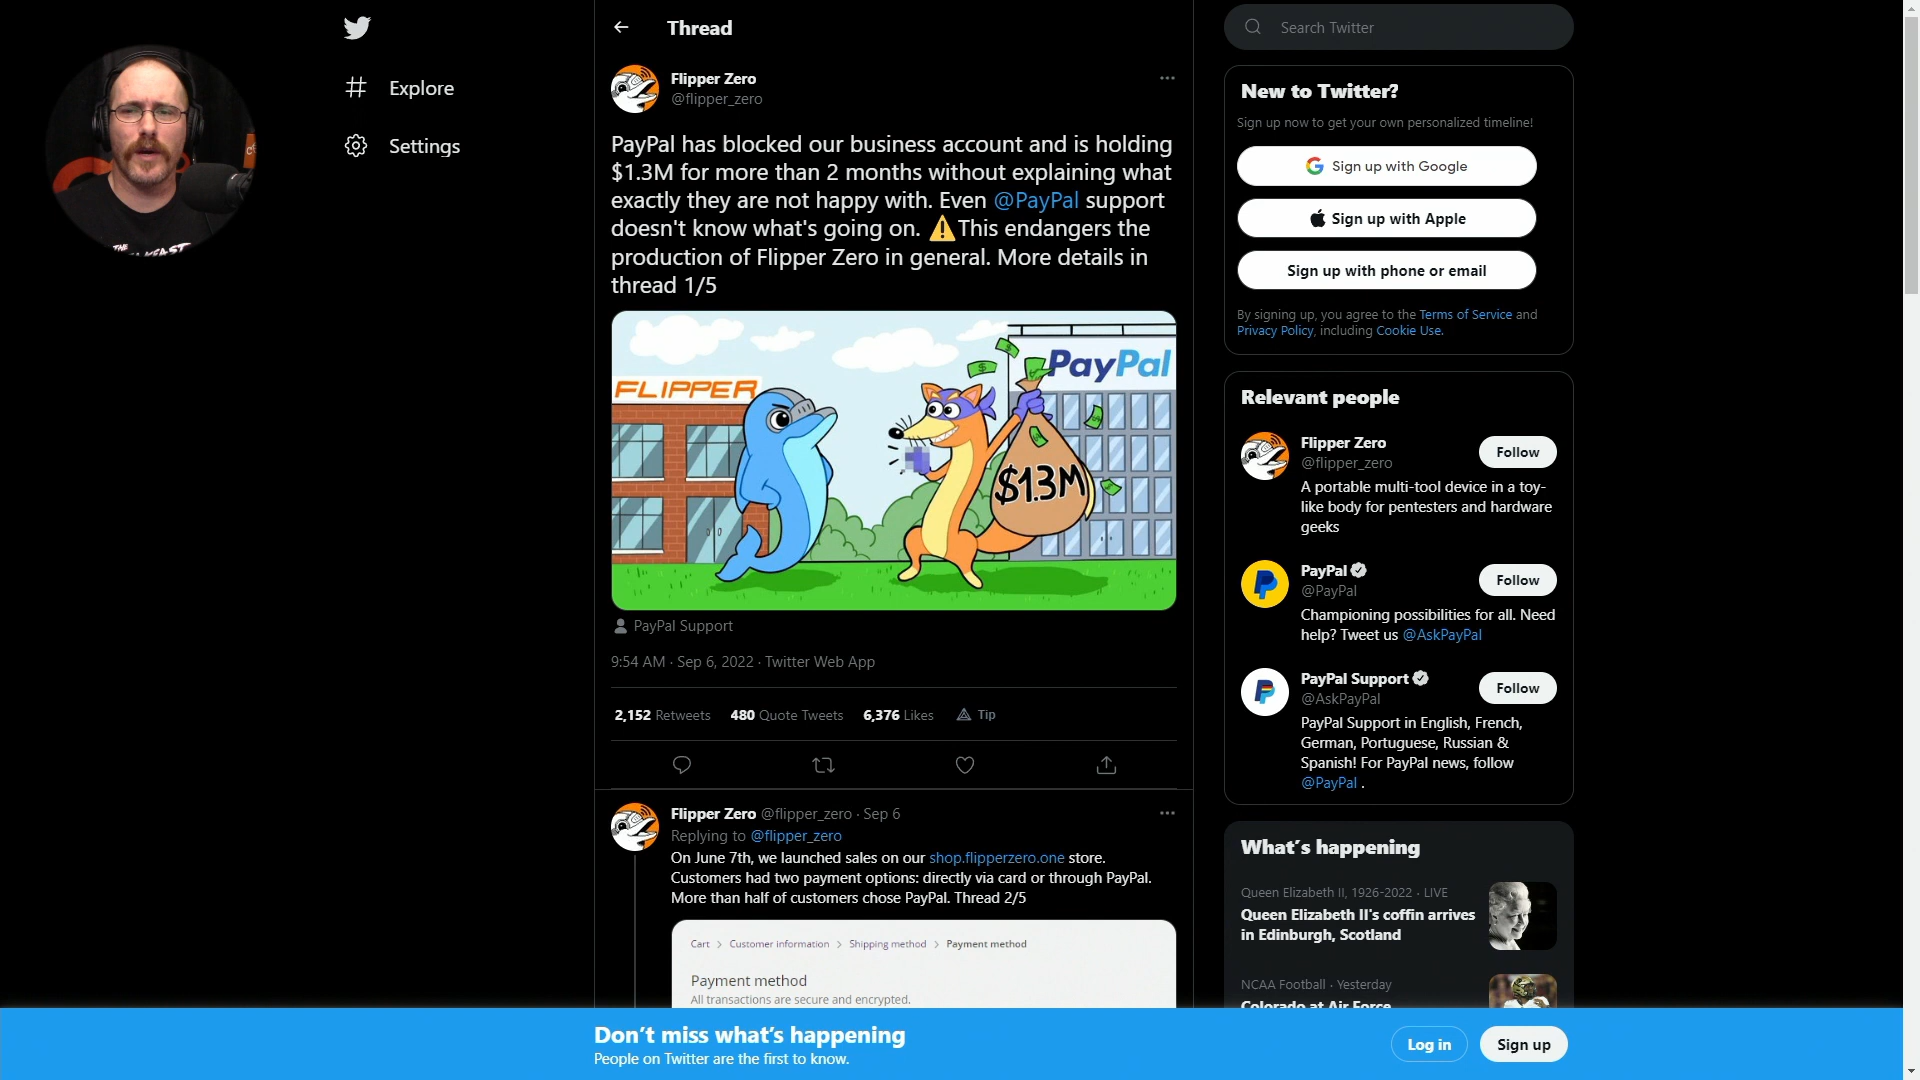 Explore
Settings
Thread
Flipper Zero
@flipper_zero
PayPal has blocked our business account and is holding
$1.3M for more than 2 months without explaining what
exactly they are not happy with. Even @PayPal support
doesn't know what's going on. ⚠️This endangers the
production of Flipper Zero in general. More details in
thread 1/5
FLIPPER
PayPal
$1.3M
PayPal Support
9:54 AM · Sep 6, 2022 · Twitter Web App
2,152 Retweets 480 Quote Tweets 6,376 Likes Tip
Flipper Zero @flipper_zero · Sep 6
Replying to @flipper_zero
On June 7th, we launched sales on our shop.flipperzero.one store.
Customers had two payment options: directly via card or through PayPal.
More than half of customers chose PayPal. Thread 2/5
Cart > Customer information > Shipping method > Payment method
Payment method
All transactions are secure and encrypted.
Search Twitter
New to Twitter?
Sign up now to get your own personalized timeline!
Sign up with Google
Sign up with Apple
Sign up with phone or email
By signing up, you agree to the Terms of Service and
Privacy Policy, including Cookie Use.
Relevant people
Flipper Zero
@flipper_zero
Follow
A portable multi-tool device in a toy-
like body for pentesters and hardware
geeks
PayPal
@PayPal
Follow
Championing possibilities for all. Need
help? Tweet us @AskPayPal
PayPal Support
@AskPayPal
Follow
PayPal Support in English, French,
German, Portuguese, Russian &
Spanish! For PayPal news, follow
@PayPal .
What's happening
Queen Elizabeth II, 1926-2022 · LIVE
Queen Elizabeth II's coffin arrives
in Edinburgh, Scotland
NCAA Football · Yesterday
Colorado at Air Force
Don't miss what's happening
People on Twitter are the first to know.
Log in
Sign up
THE